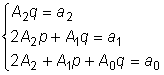 A₂q = a₂
2A₂p + A₁q = a₁
2A₂ + A₁p + A₀q = a₀